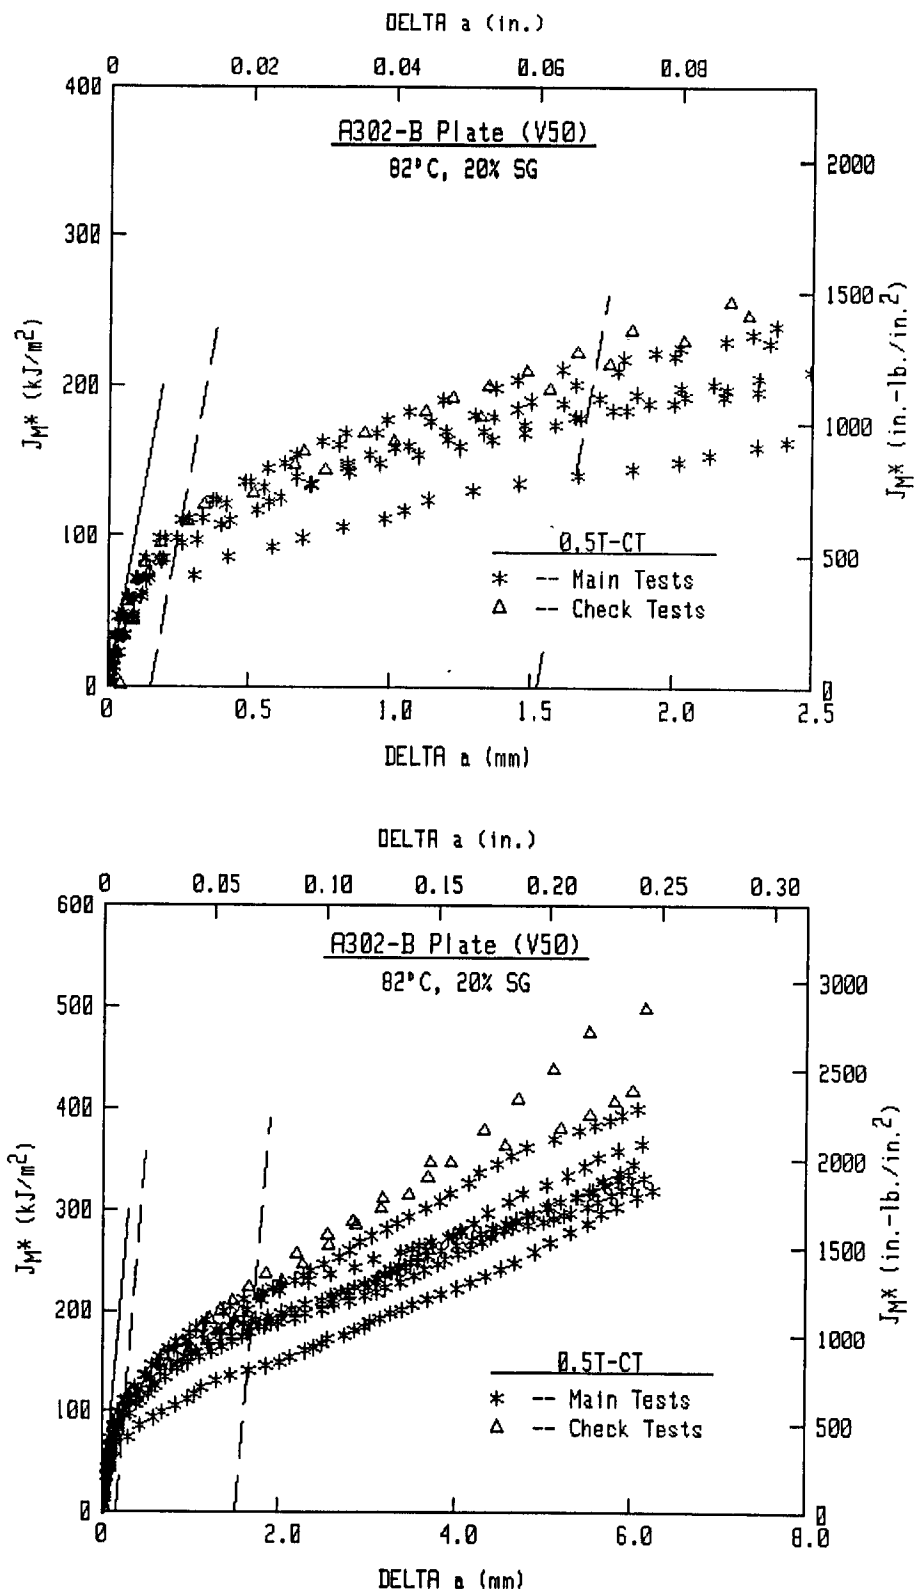 DELTA a (in.)
0 0.02 0.04 0.06 0.08
400
A302-B Plate (V50)
82°C, 20% SG
2000
300
1500
JM* (kJ/m2)
JM* (in.-lb./in.2)
200
1000
100
0.5T-CT
500
* -- Main Tests
Δ -- Check Tests
0
0
0 0.5 1.0 1.5 2.0 2.5
DELTA a (mm)
DELTA a (in.)
0 0.05 0.10 0.15 0.20 0.25 0.30
600
A302-B Plate (V50)
82°C, 20% SG
3000
500
2500
400
2000
JM* (kJ/m2)
JM* (in.-lb./in.2)
300
1500
200
1000
0.5T-CT
100
* -- Main Tests
500
Δ -- Check Tests
0
0
0 2.0 4.0 6.0 8.0
DELTA a (mm)